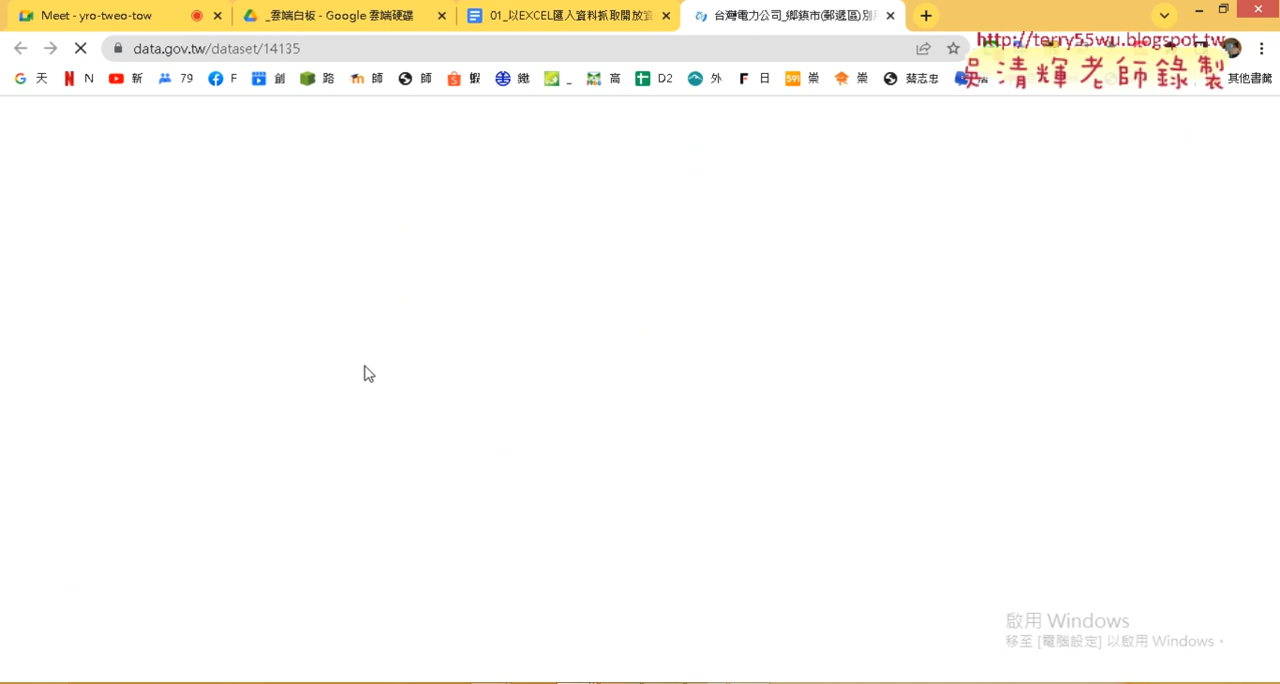 Meet - yro-tweo-tow
_雲端白板 - Google 雲端硬碟
01_以EXCEL匯入資料抓取開放資
台灣電力公司_鄉鎮市(郵遞區)別用
data.gov.tw/dataset/14135
http://terry55wu.blogspot.tw
吳清輝老師錄製
天 N 新 79 F 創 路 師 師 蝦 鐵 _ 高 D2 外 日 崇 崇 蔡志忠 其他書籤
啟用 Windows
移至 [電腦設定] 以啟用 Windows。